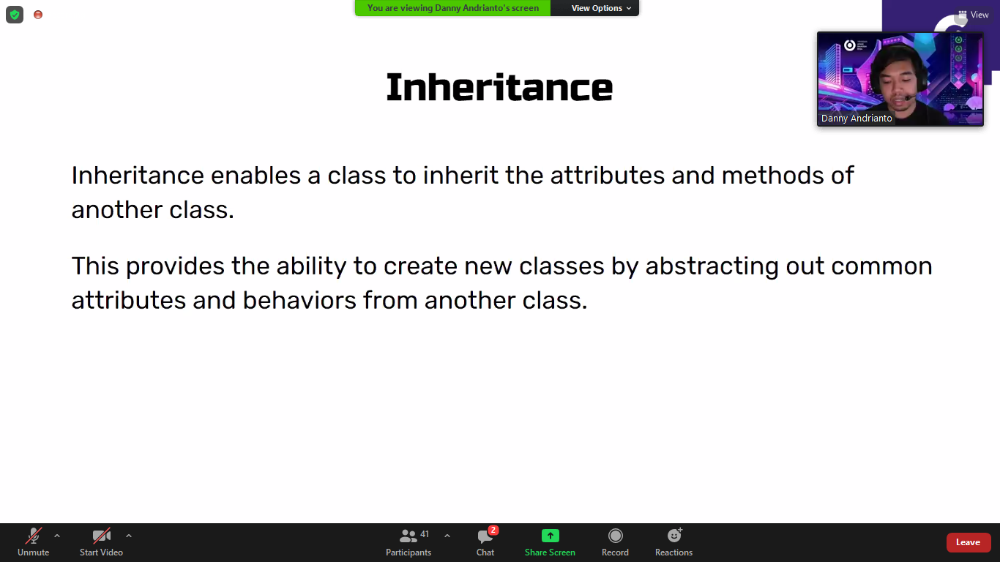 You are viewing Danny Andrianto's screen
View Options
View
Inheritance
Danny Andrianto
Inheritance enables a class to inherit the attributes and methods of
another class.
This provides the ability to create new classes by abstracting out common
attributes and behaviors from another class.
Unmute
Start Video
Participants
41
Chat
2
Share Screen
Record
Reactions
Leave